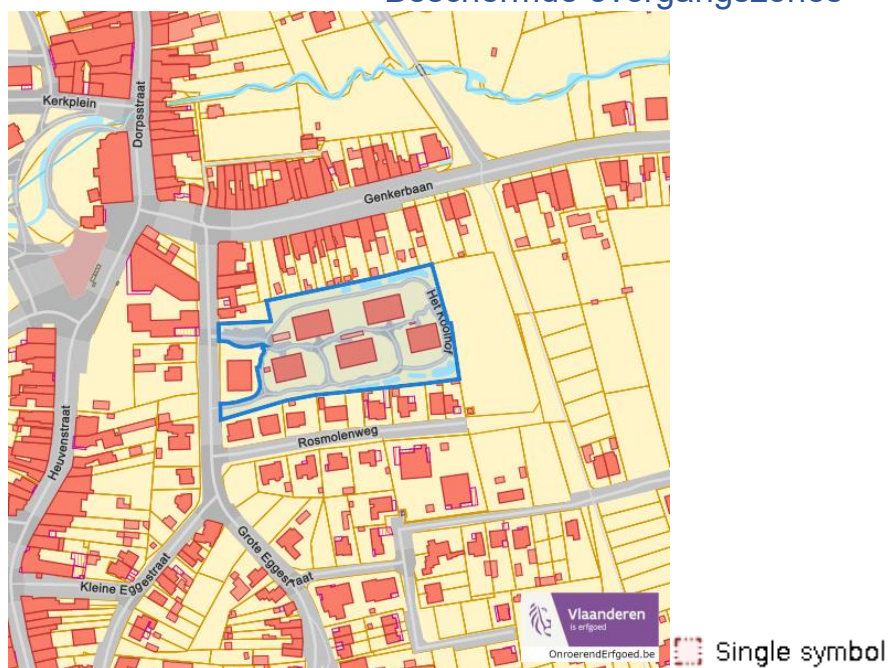 Beschermde overgangszones
Kerkplein
Dorpsstraat
Genkerbaan
Het Koolhof
Rosmolenweg
Heuvenstraat
Grote Eggestraat
Kleine Eggestraat
Vlaanderen
is erfgoed
OnroerendErfgoed.be
Single symbol